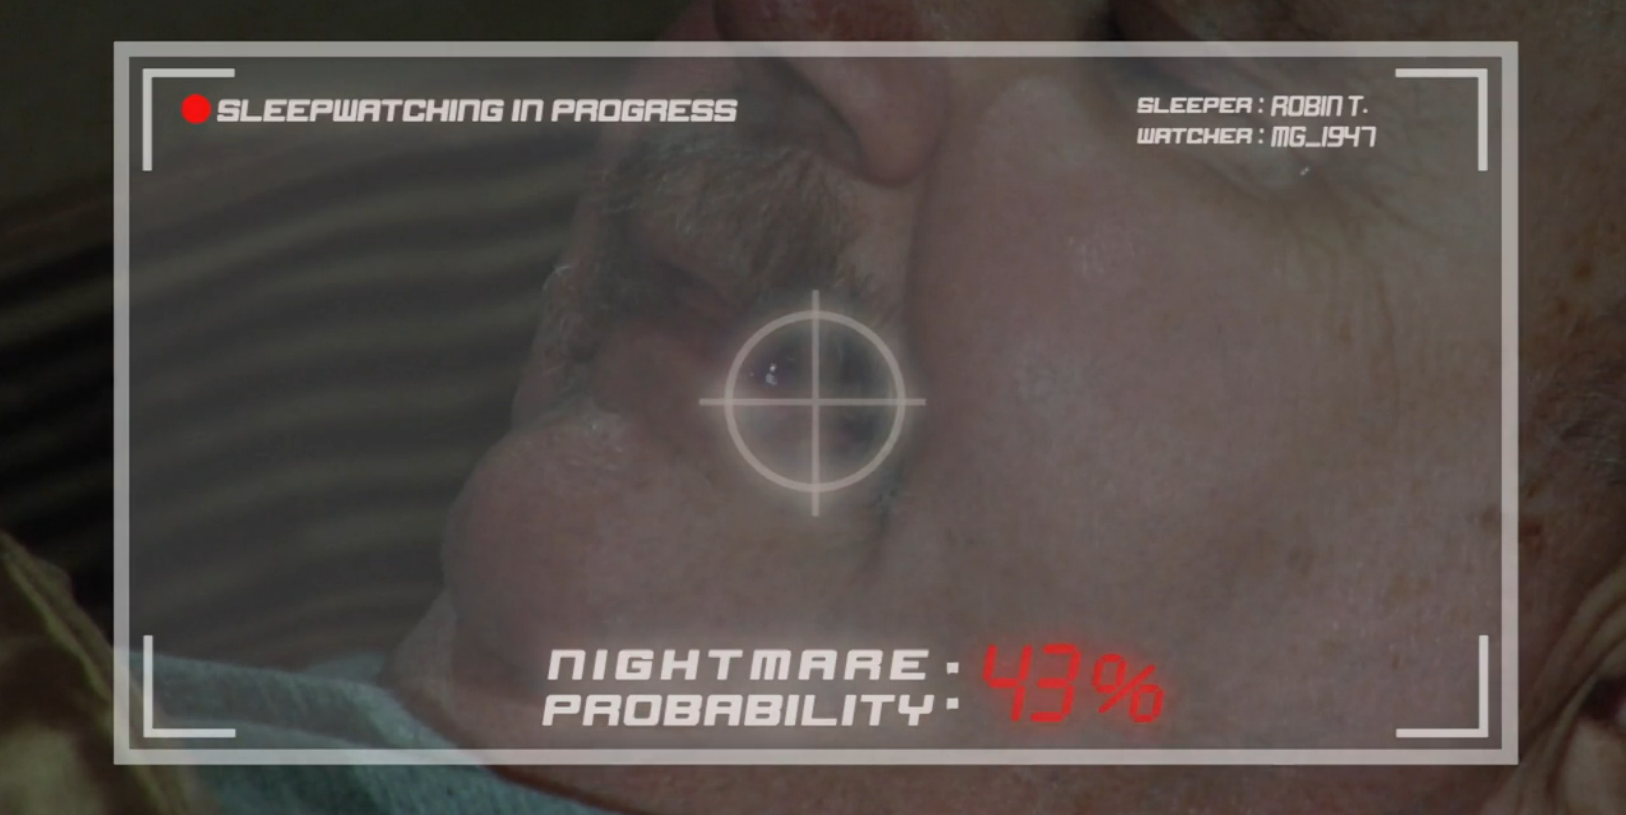 SLEEPWATCHING IN PROGRESS
SLEEPER : ROBIN T.
WATCHER : MG_1947
NIGHTMARE :
PROBABILITY :
43%